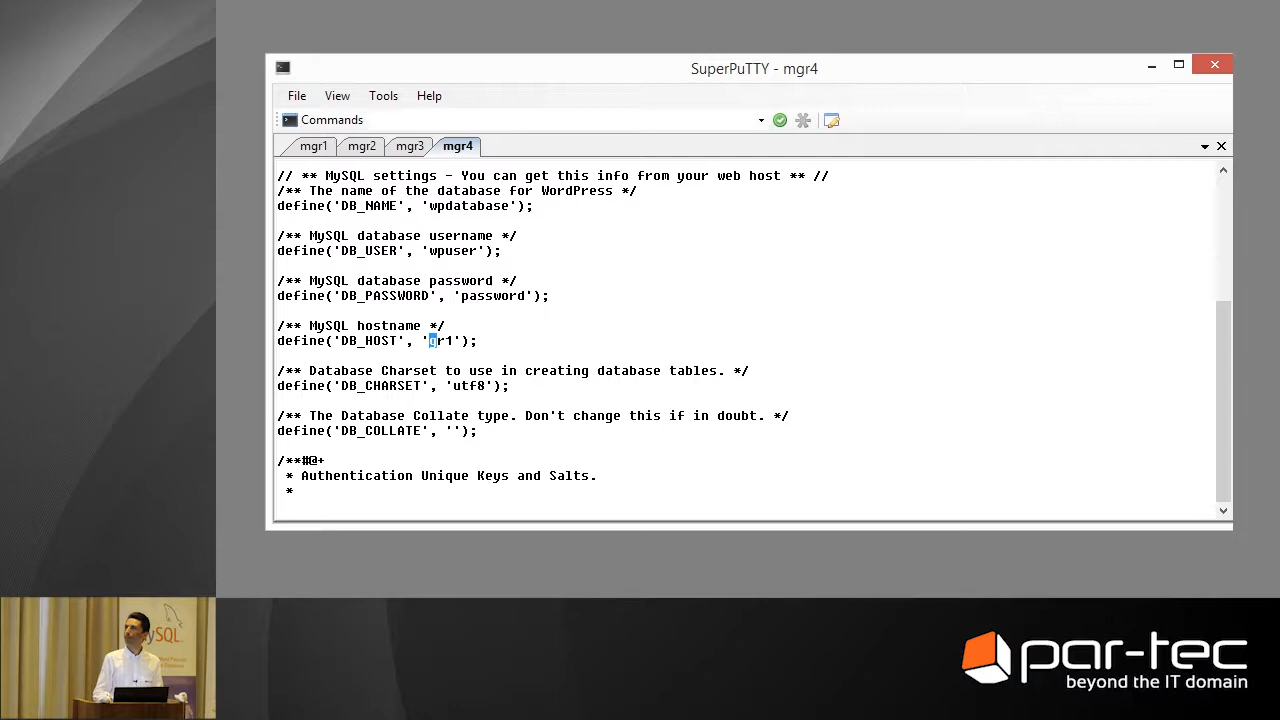 SuperPuTTY - mgr4
File View Tools Help
Commands
mgr1 mgr2 mgr3 mgr4
// ** MySQL settings - You can get this info from your web host ** //
/** The name of the database for WordPress */
define('DB_NAME', 'wpdatabase');
/** MySQL database username */
define('DB_USER', 'wpuser');
/** MySQL database password */
define('DB_PASSWORD', 'password');
/** MySQL hostname */
define('DB_HOST', 'gr1');
/** Database Charset to use in creating database tables. */
define('DB_CHARSET', 'utf8');
/** The Database Collate type. Don't change this if in doubt. */
define('DB_COLLATE', '');
/**#@+
* Authentication Unique Keys and Salts.
*
MySQL
par-tec
beyond the IT domain